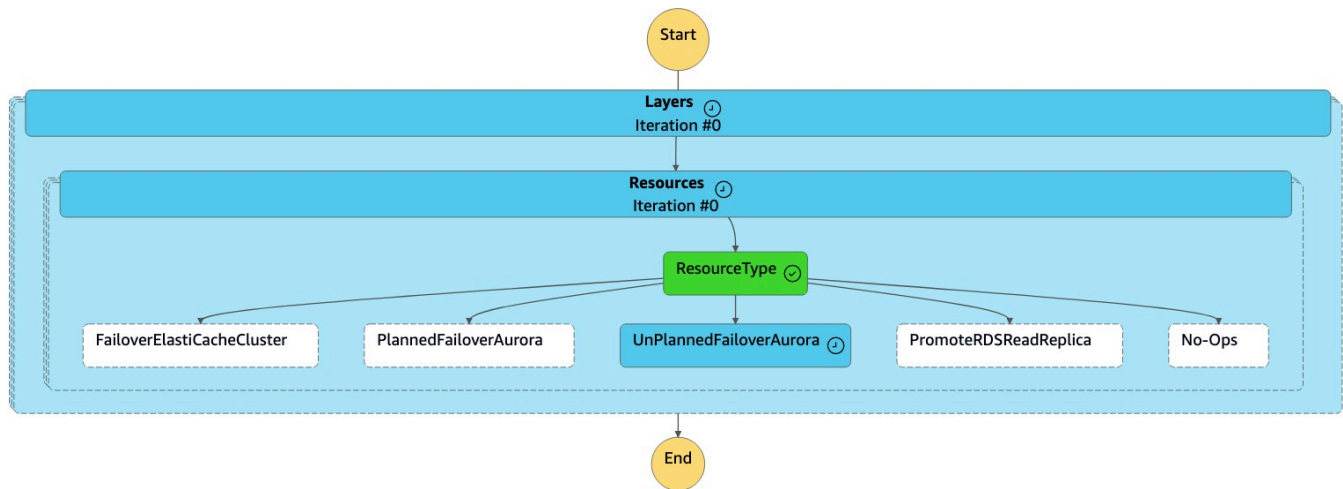 Start
Layers
Iteration #0
Resources
Iteration #0
ResourceType
FailoverElastiCacheCluster
PlannedFailoverAurora
UnPlannedFailoverAurora
PromoteRDSReadReplica
No-Ops
End